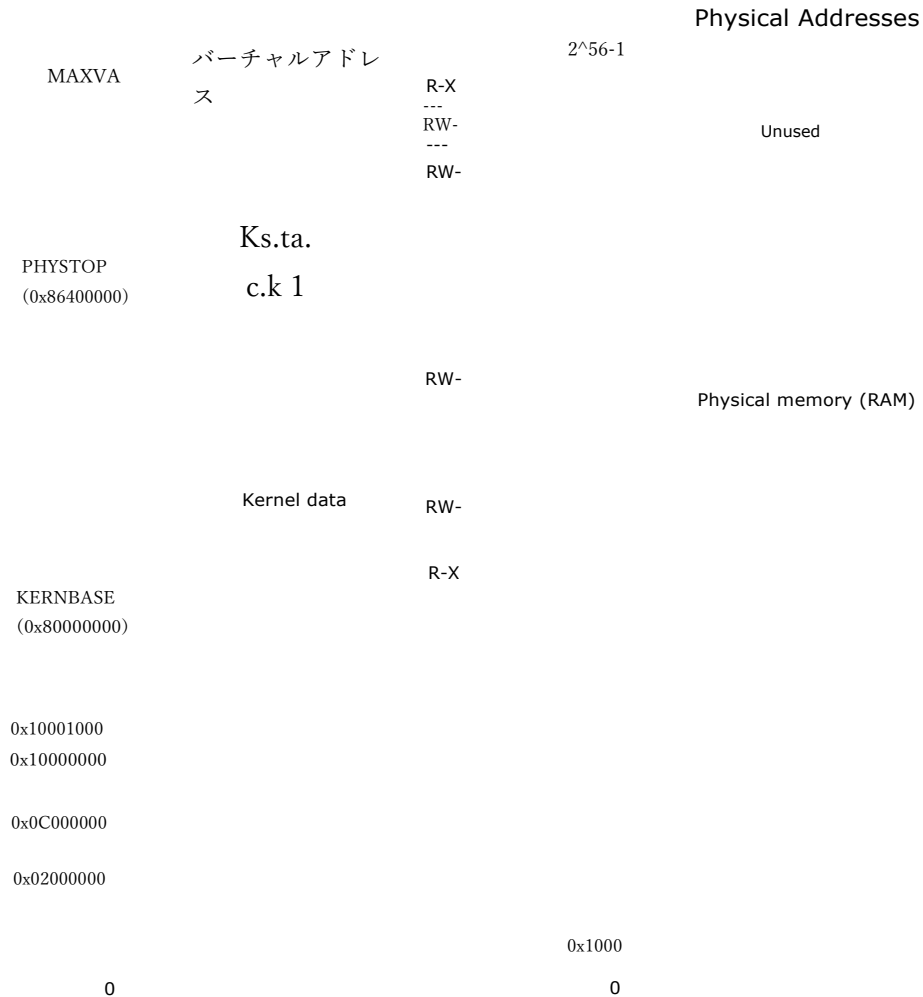 Physical Addresses
2^56-1
MAXVA
バーチャルアドレ
ス
R-X
---
RW-
---
RW-
Unused
Ks.ta.
c.k 1
PHYSTOP
(0x86400000)
RW-
Physical memory (RAM)
Kernel data
RW-
R-X
KERNBASE
(0x80000000)
0x10001000
0x10000000
0x0C000000
0x02000000
0x1000
0
0